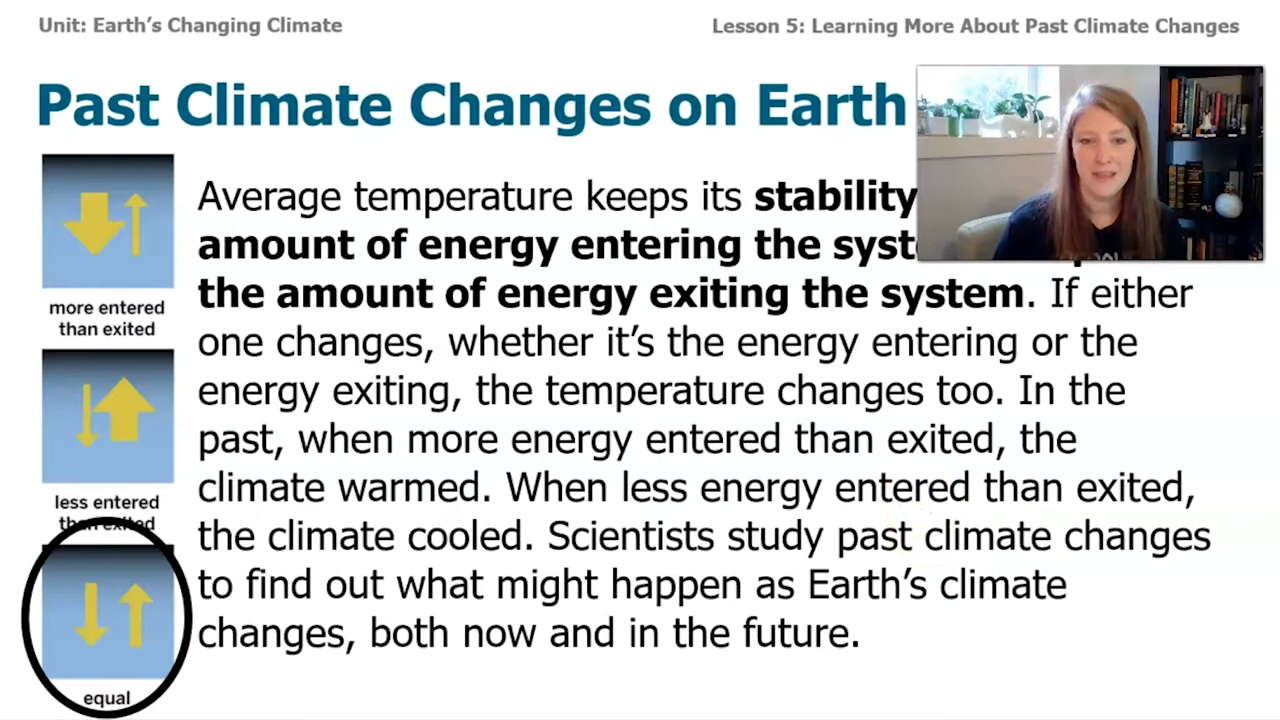 Unit: Earth's Changing Climate
Lesson 5: Learning More About Past Climate Changes
Past Climate Changes on Earth
Average temperature keeps its stability
amount of energy entering the syst
the amount of energy exiting the system. If either
one changes, whether it's the energy entering or the
energy exiting, the temperature changes too. In the
past, when more energy entered than exited, the
climate warmed. When less energy entered than exited,
the climate cooled. Scientists study past climate changes
to find out what might happen as Earth's climate
changes, both now and in the future.
more entered
than exited
less entered
than exited
equal